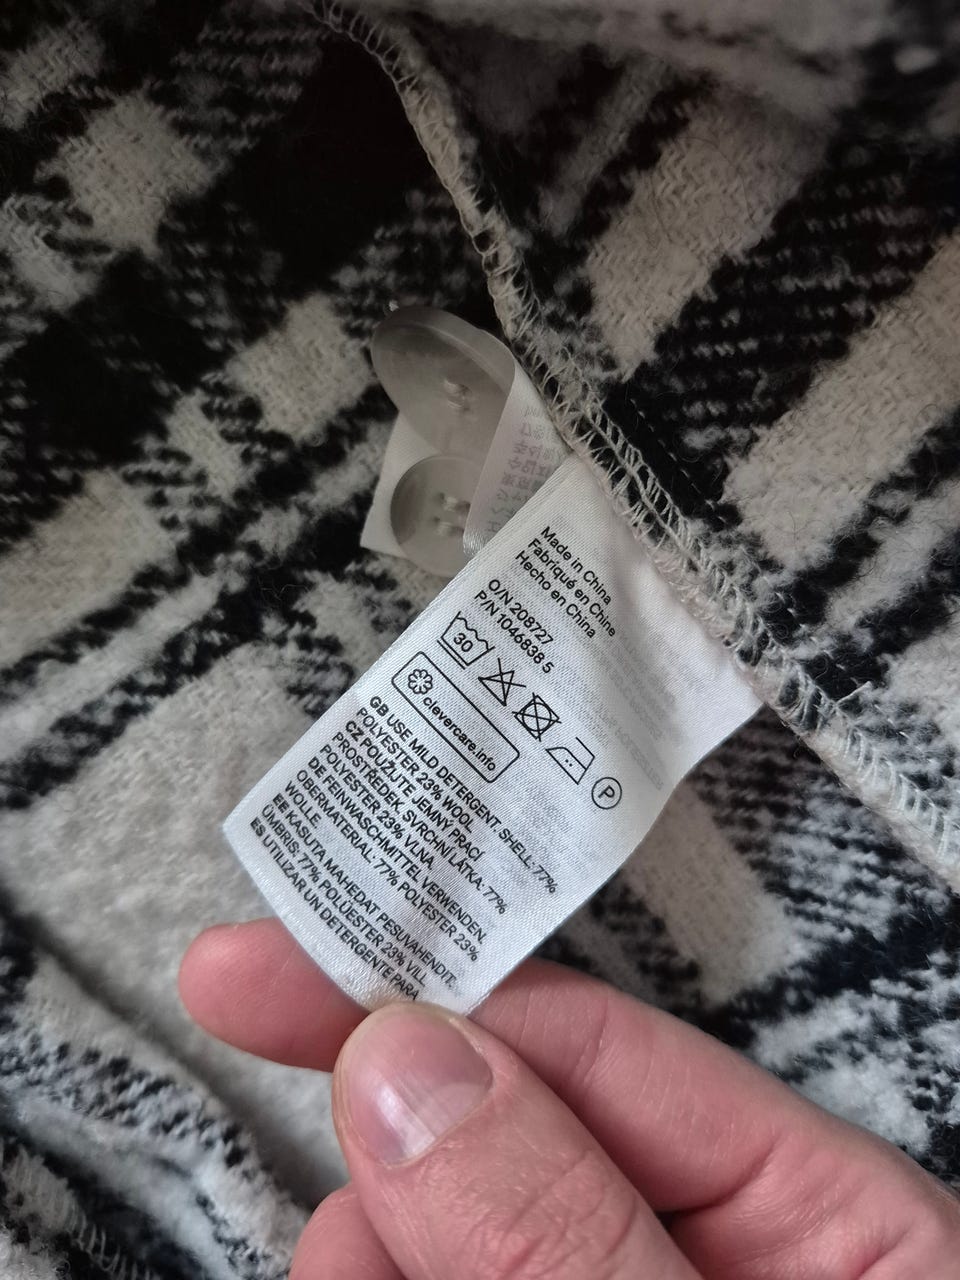 Made in China
Fabriqué en Chine
Hecho en China
O/N 208727
P/N 1046838 5
30
P
clevercare.info
GB USE MILD DETERGENT. SHELL: 77%
POLYESTER 23% WOOL
CZ POUŽIJTE JEMNÝ PRACÍ
PROSTŘEDEK. SVRCHNÍ LÁTKA: 77%
POLYESTER 23% VLNA
DE FEINWASCHMITTEL VERWENDEN.
OBERMATERIAL: 77% POLYESTER 23%
WOLLE
EE KASUTA MAHEDAT PESUVAHENDIT.
ÜMBRIS: 77% POLÜESTER 23% VILL
ES UTILIZAR UN DETERGENTE PARA